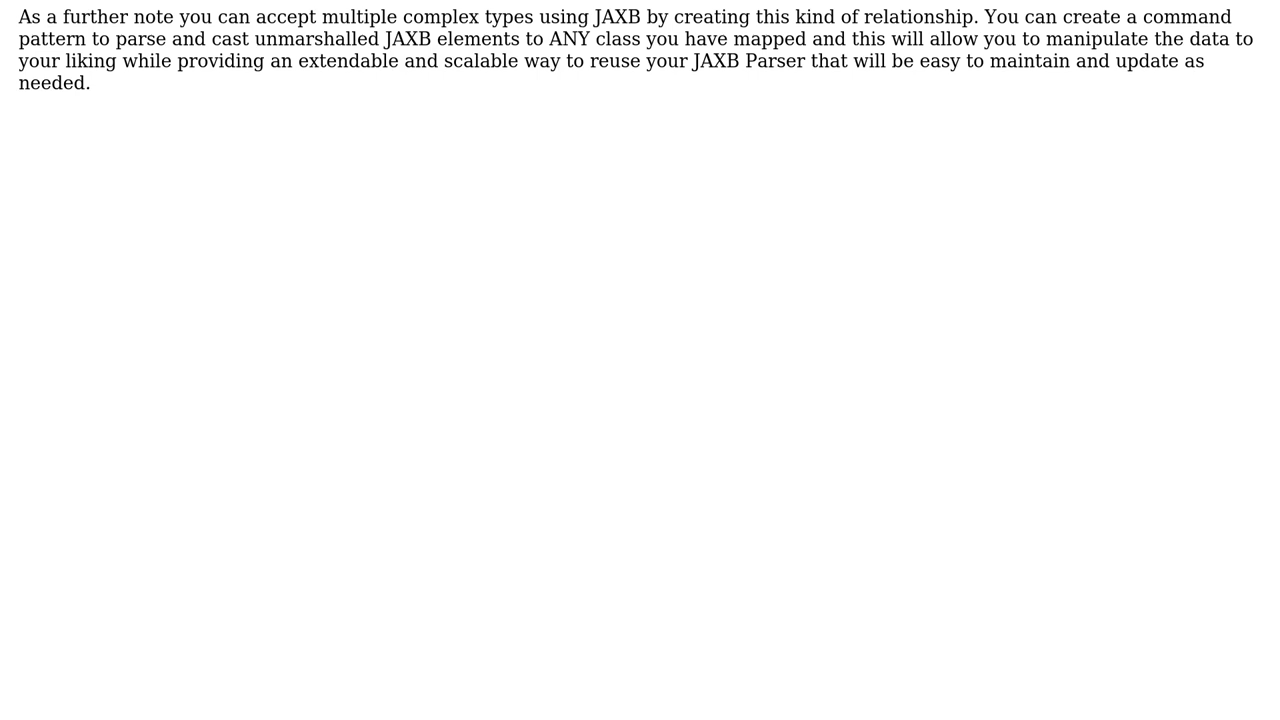 As a further note you can accept multiple complex types using JAXB by creating this kind of relationship. You can create a command
pattern to parse and cast unmarshalled JAXB elements to ANY class you have mapped and this will allow you to manipulate the data to
your liking while providing an extendable and scalable way to reuse your JAXB Parser that will be easy to maintain and update as
needed.